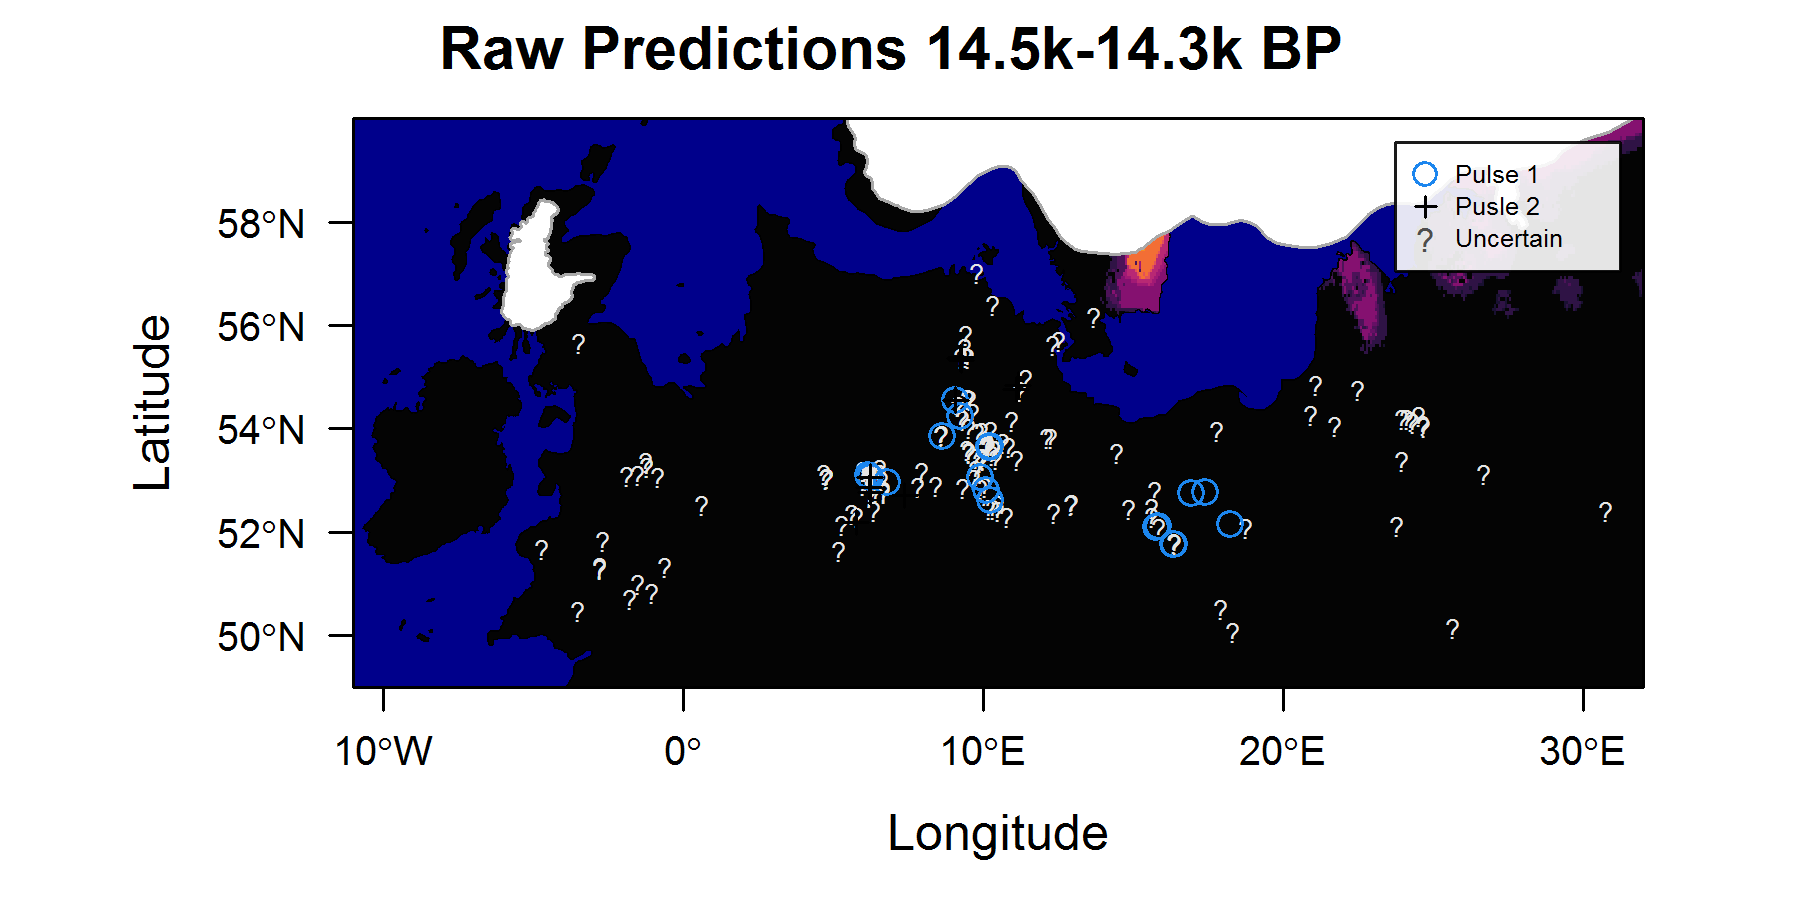 Raw Predictions 14.5k-14.3k BP
Pulse 1
Pusle 2
? Uncertain
58°N
56°N
54°N
52°N
50°N
Latitude
10°W 0° 10°E 20°E 30°E
Longitude